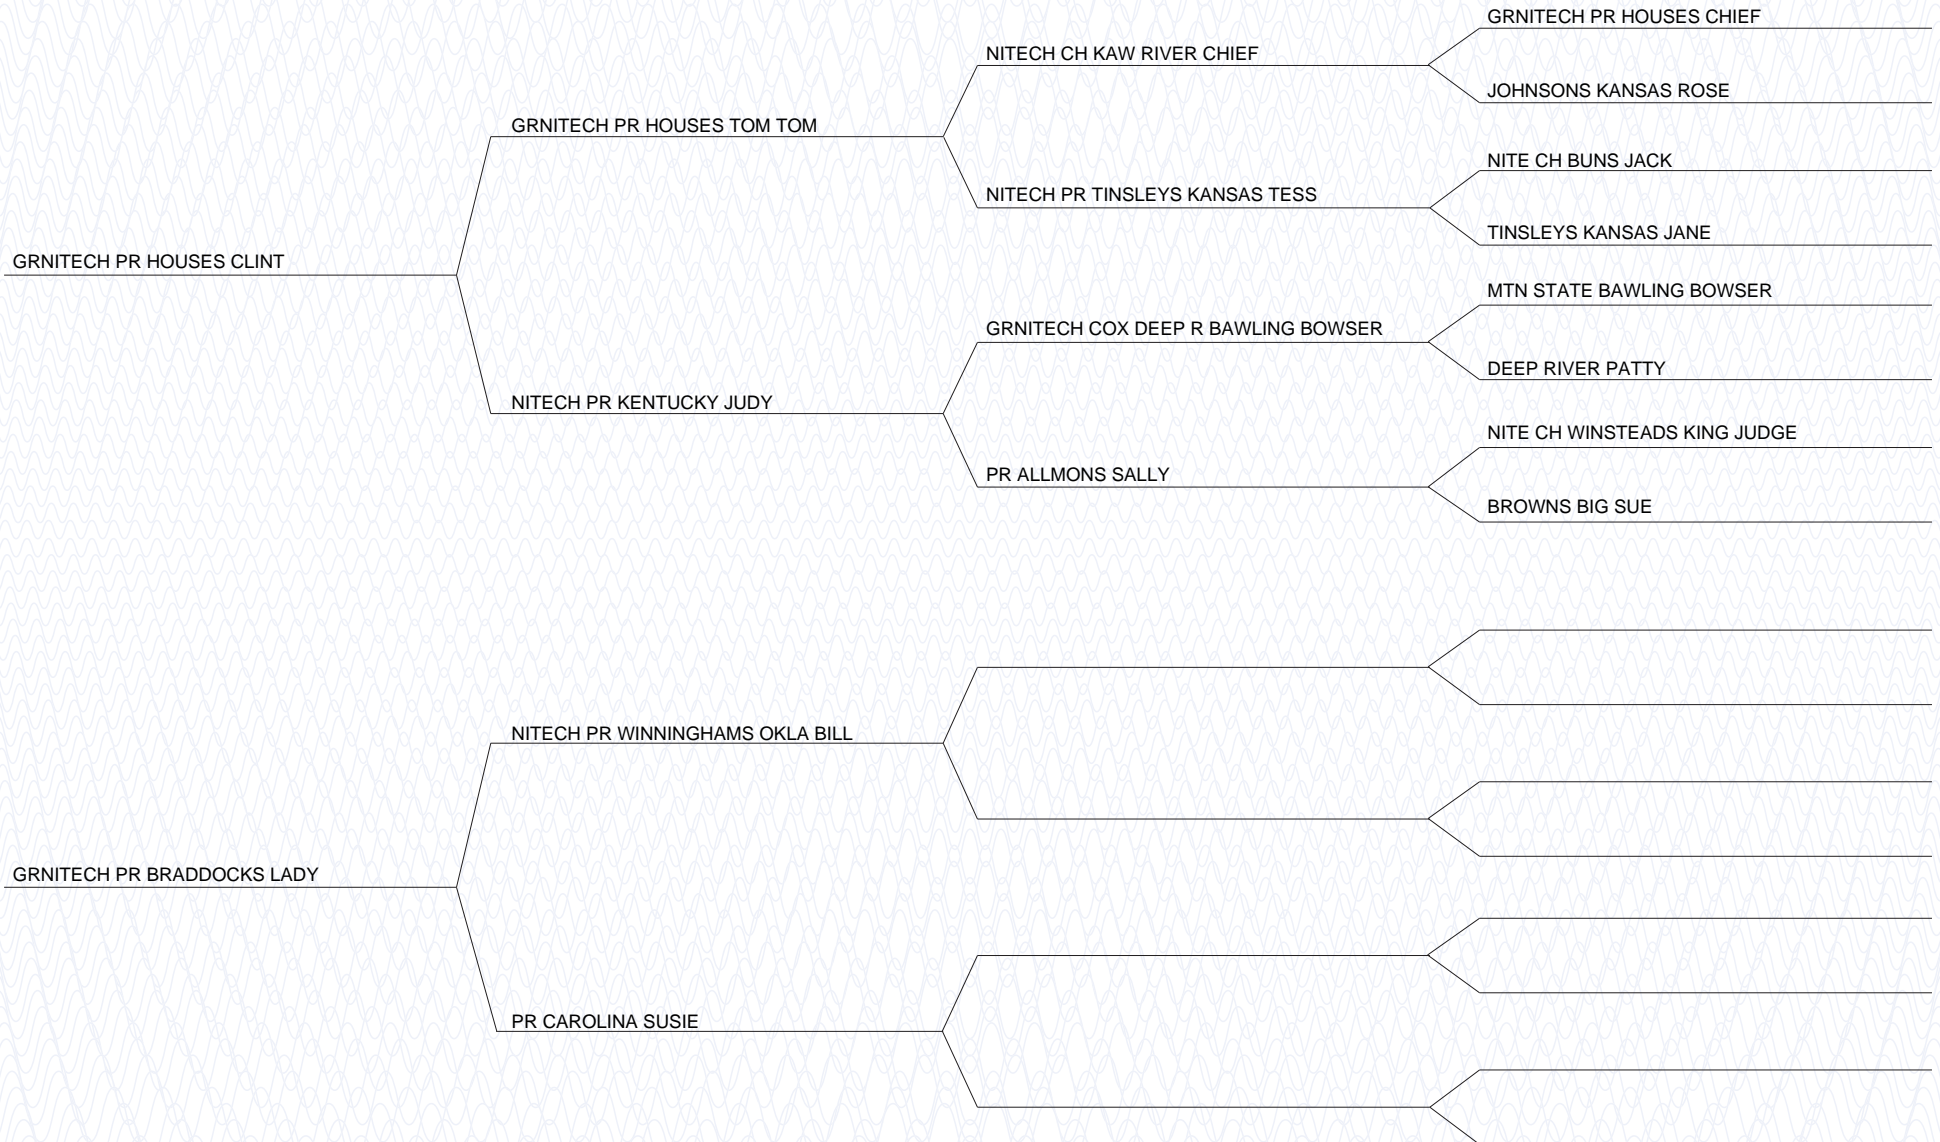 GRNITECH PR HOUSES CHIEF
NITECH CH KAW RIVER CHIEF
JOHNSONS KANSAS ROSE
GRNITECH PR HOUSES TOM TOM
NITE CH BUNS JACK
NITECH PR TINSLEYS KANSAS TESS
TINSLEYS KANSAS JANE
GRNITECH PR HOUSES CLINT
MTN STATE BAWLING BOWSER
GRNITECH COX DEEP R BAWLING BOWSER
DEEP RIVER PATTY
NITECH PR KENTUCKY JUDY
NITE CH WINSTEADS KING JUDGE
PR ALLMONS SALLY
BROWNS BIG SUE
NITECH PR WINNINGHAMS OKLA BILL
GRNITECH PR BRADDOCKS LADY
PR CAROLINA SUSIE